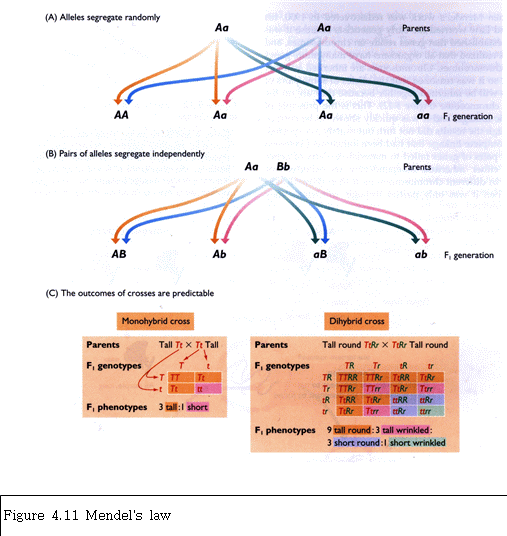 (A) Alleles segregate randomly
Aa Aa Parents
AA Aa Aa aa F₁ generation
(B) Pairs of alleles segregate independently
Aa Bb Parents
AB Ab aB ab F₁ generation
(C) The outcomes of crosses are predictable
Monohybrid cross
Parents Tall Tt × Tt Tall
F₁ genotypes T t
T TT Tt
t Tt tt
F₁ phenotypes 3 tall:1 short
Dihybrid cross
Parents Tall round TtRr × TtRr Tall round
F₁ genotypes TR Tr tR tr
TR TTRR TTRr TtRR TtRr
Tr TTRr TTrr TtRr Ttrr
tR TtRR TtRr ttRR ttRr
tr TtRr Ttrr ttRr ttrr
F₁ phenotypes 9 tall round:3 tall wrinkled:
3 short round:1 short wrinkled
Figure 4.11 Mendel's law